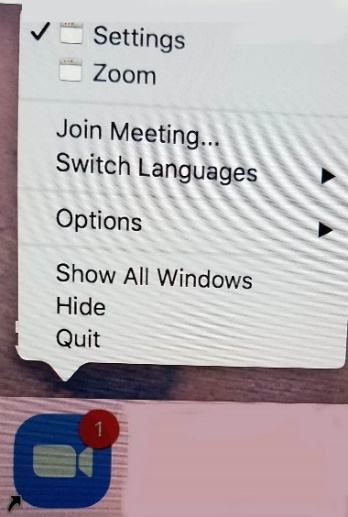 Settings
Zoom
Join Meeting...
Switch Languages
Options
Show All Windows
Hide
Quit
1